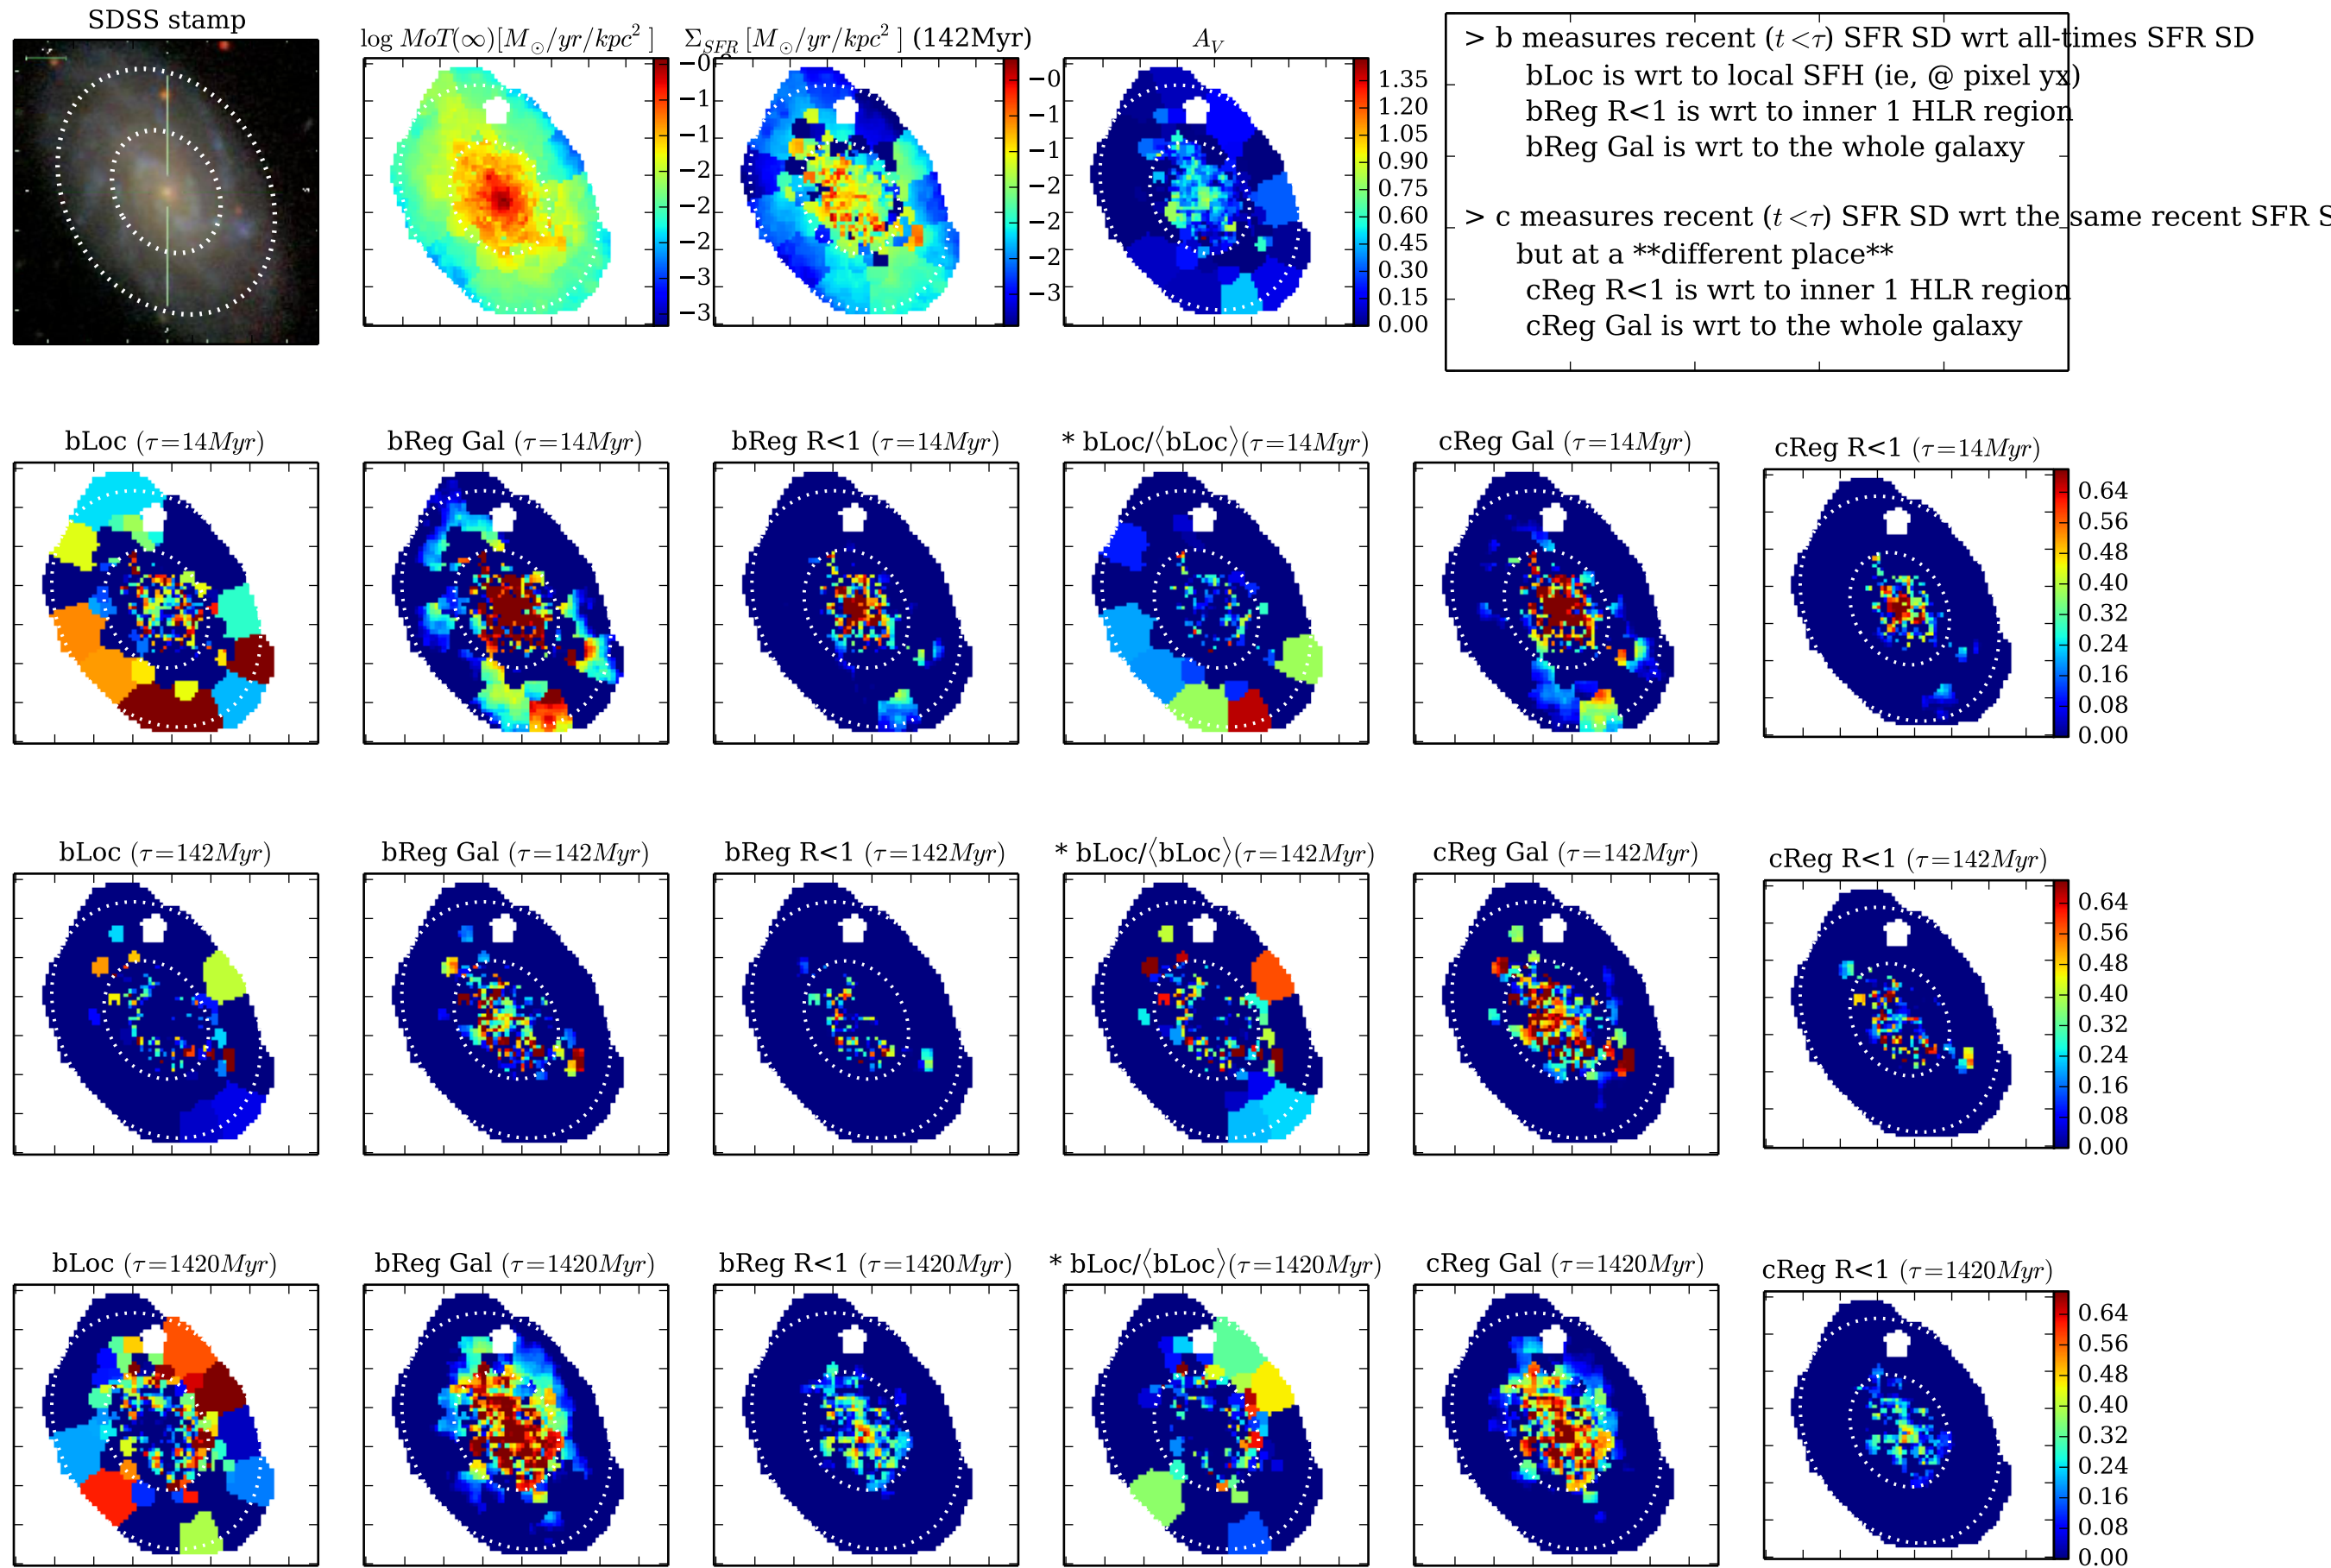 SDSS stamp
log MoT(∞)[M⊙/yr/kpc² ]
Σ_SFR [M⊙/yr/kpc² ] (142Myr)
A_V
−0
−1
−1
−2
−2
−2
−3
−3
−0
−1
−1
−2
−2
−2
−3
1.35
1.20
1.05
0.90
0.75
0.60
0.45
0.30
0.15
0.00
> b measures recent (t<τ) SFR SD wrt all-times SFR SD
bLoc is wrt to local SFH (ie, @ pixel yx)
bReg R<1 is wrt to inner 1 HLR region
bReg Gal is wrt to the whole galaxy
> c measures recent (t<τ) SFR SD wrt the same recent SFR S
but at a **different place**
cReg R<1 is wrt to inner 1 HLR region
cReg Gal is wrt to the whole galaxy
bLoc (τ=14Myr)
bReg Gal (τ=14Myr)
bReg R<1 (τ=14Myr)
* bLoc/⟨bLoc⟩(τ=14Myr)
cReg Gal (τ=14Myr)
cReg R<1 (τ=14Myr)
0.64
0.56
0.48
0.40
0.32
0.24
0.16
0.08
0.00
bLoc (τ=142Myr)
bReg Gal (τ=142Myr)
bReg R<1 (τ=142Myr)
* bLoc/⟨bLoc⟩(τ=142Myr)
cReg Gal (τ=142Myr)
cReg R<1 (τ=142Myr)
0.64
0.56
0.48
0.40
0.32
0.24
0.16
0.08
0.00
bLoc (τ=1420Myr)
bReg Gal (τ=1420Myr)
bReg R<1 (τ=1420Myr)
* bLoc/⟨bLoc⟩(τ=1420Myr)
cReg Gal (τ=1420Myr)
cReg R<1 (τ=1420Myr)
0.64
0.56
0.48
0.40
0.32
0.24
0.16
0.08
0.00